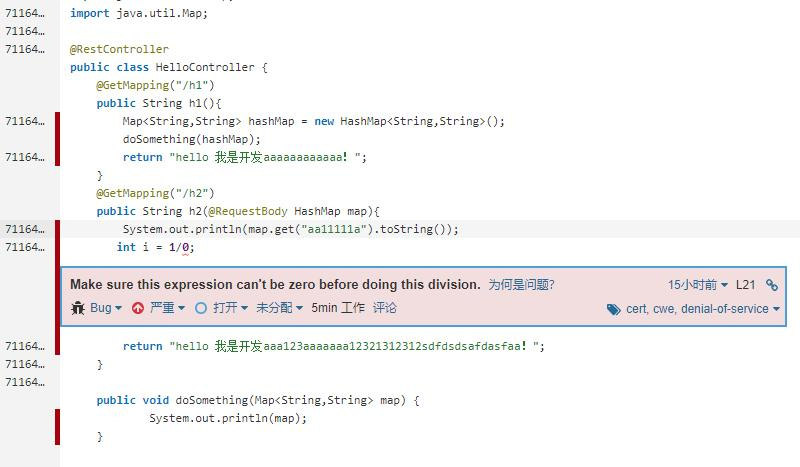 71164... import java.util.Map;
71164...
71164... @RestController
public class HelloController {
@GetMapping("/h1")
public String h1(){
71164... Map<String,String> hashMap = new HashMap<String,String>();
doSomething(hashMap);
71164... return "hello 我是开发aaaaaaaaaaaa! ";
}
@GetMapping("/h2")
public String h2(@RequestBody HashMap map){
71164... System.out.println(map.get("aa11111a").toString());
71164... int i = 1/0;
Make sure this expression can't be zero before doing this division. 为何是问题? 15小时前 L21
Bug 严重 打开 未分配 5min 工作 评论 cert, cwe, denial-of-service
71164... return "hello 我是开发aaa123aaaaaaa12321312312sdfdsdsafdasfaa! ";
71164... }
71164...
public void doSomething(Map<String,String> map) {
System.out.println(map);
}